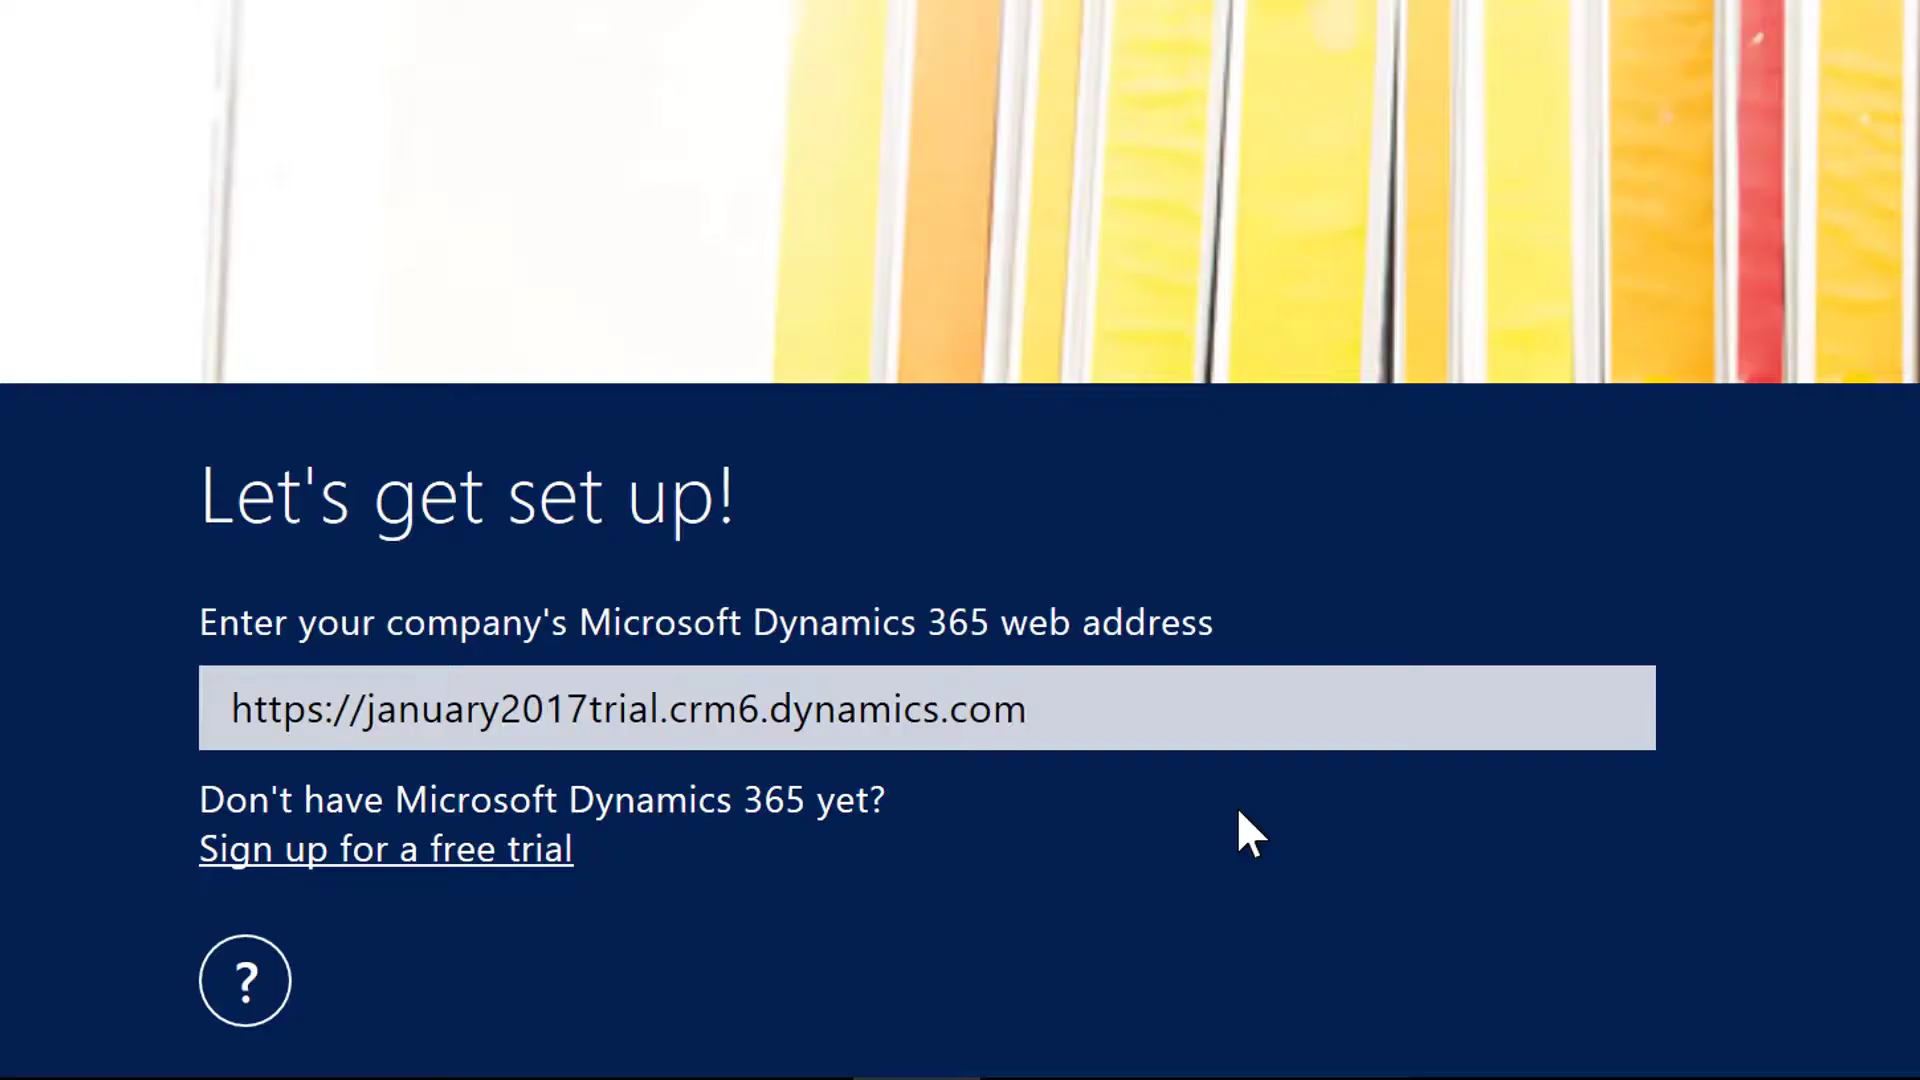 Let's get set up!
Enter your company's Microsoft Dynamics 365 web address
https://january2017trial.crm6.dynamics.com
Don't have Microsoft Dynamics 365 yet?
Sign up for a free trial
?